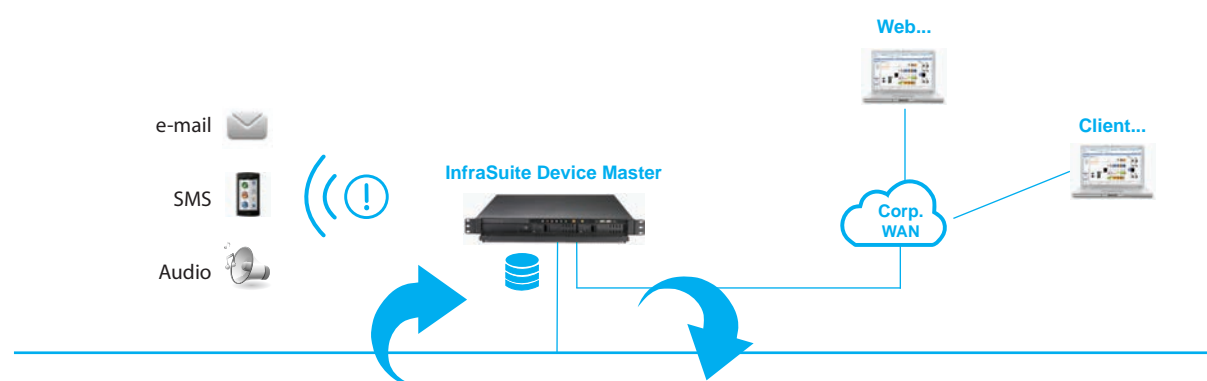 Web...
e-mail
Client...
InfraSuite Device Master
SMS
Corp.
WAN
Audio